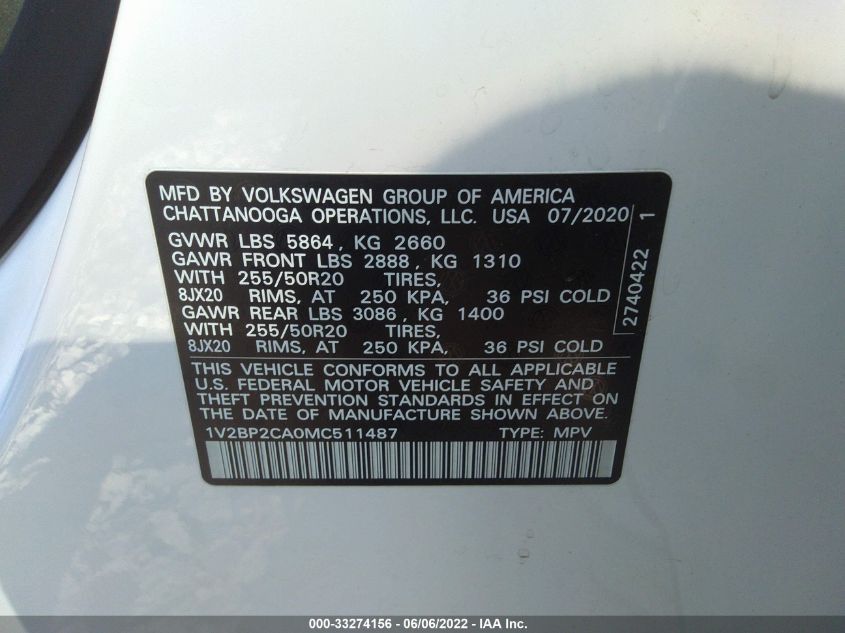 MFD BY VOLKSWAGEN GROUP OF AMERICA
CHATTANOOGA OPERATIONS, LLC. USA 07/2020
GVWR LBS 5864, KG 2660
GAWR FRONT LBS 2888, KG 1310
WITH 255/50R20 TIRES,
8JX20 RIMS, AT 250 KPA, 36 PSI COLD
GAWR REAR LBS 3086, KG 1400
WITH 255/50R20 TIRES,
8JX20 RIMS, AT 250 KPA, 36 PSI COLD
THIS VEHICLE CONFORMS TO ALL APPLICABLE
U.S. FEDERAL MOTOR VEHICLE SAFETY AND
THEFT PREVENTION STANDARDS IN EFFECT ON
THE DATE OF MANUFACTURE SHOWN ABOVE.
1V2BP2CA0MC511487 TYPE: MPV
2740422 1
000-33274156 - 06/06/2022 - IAA Inc.